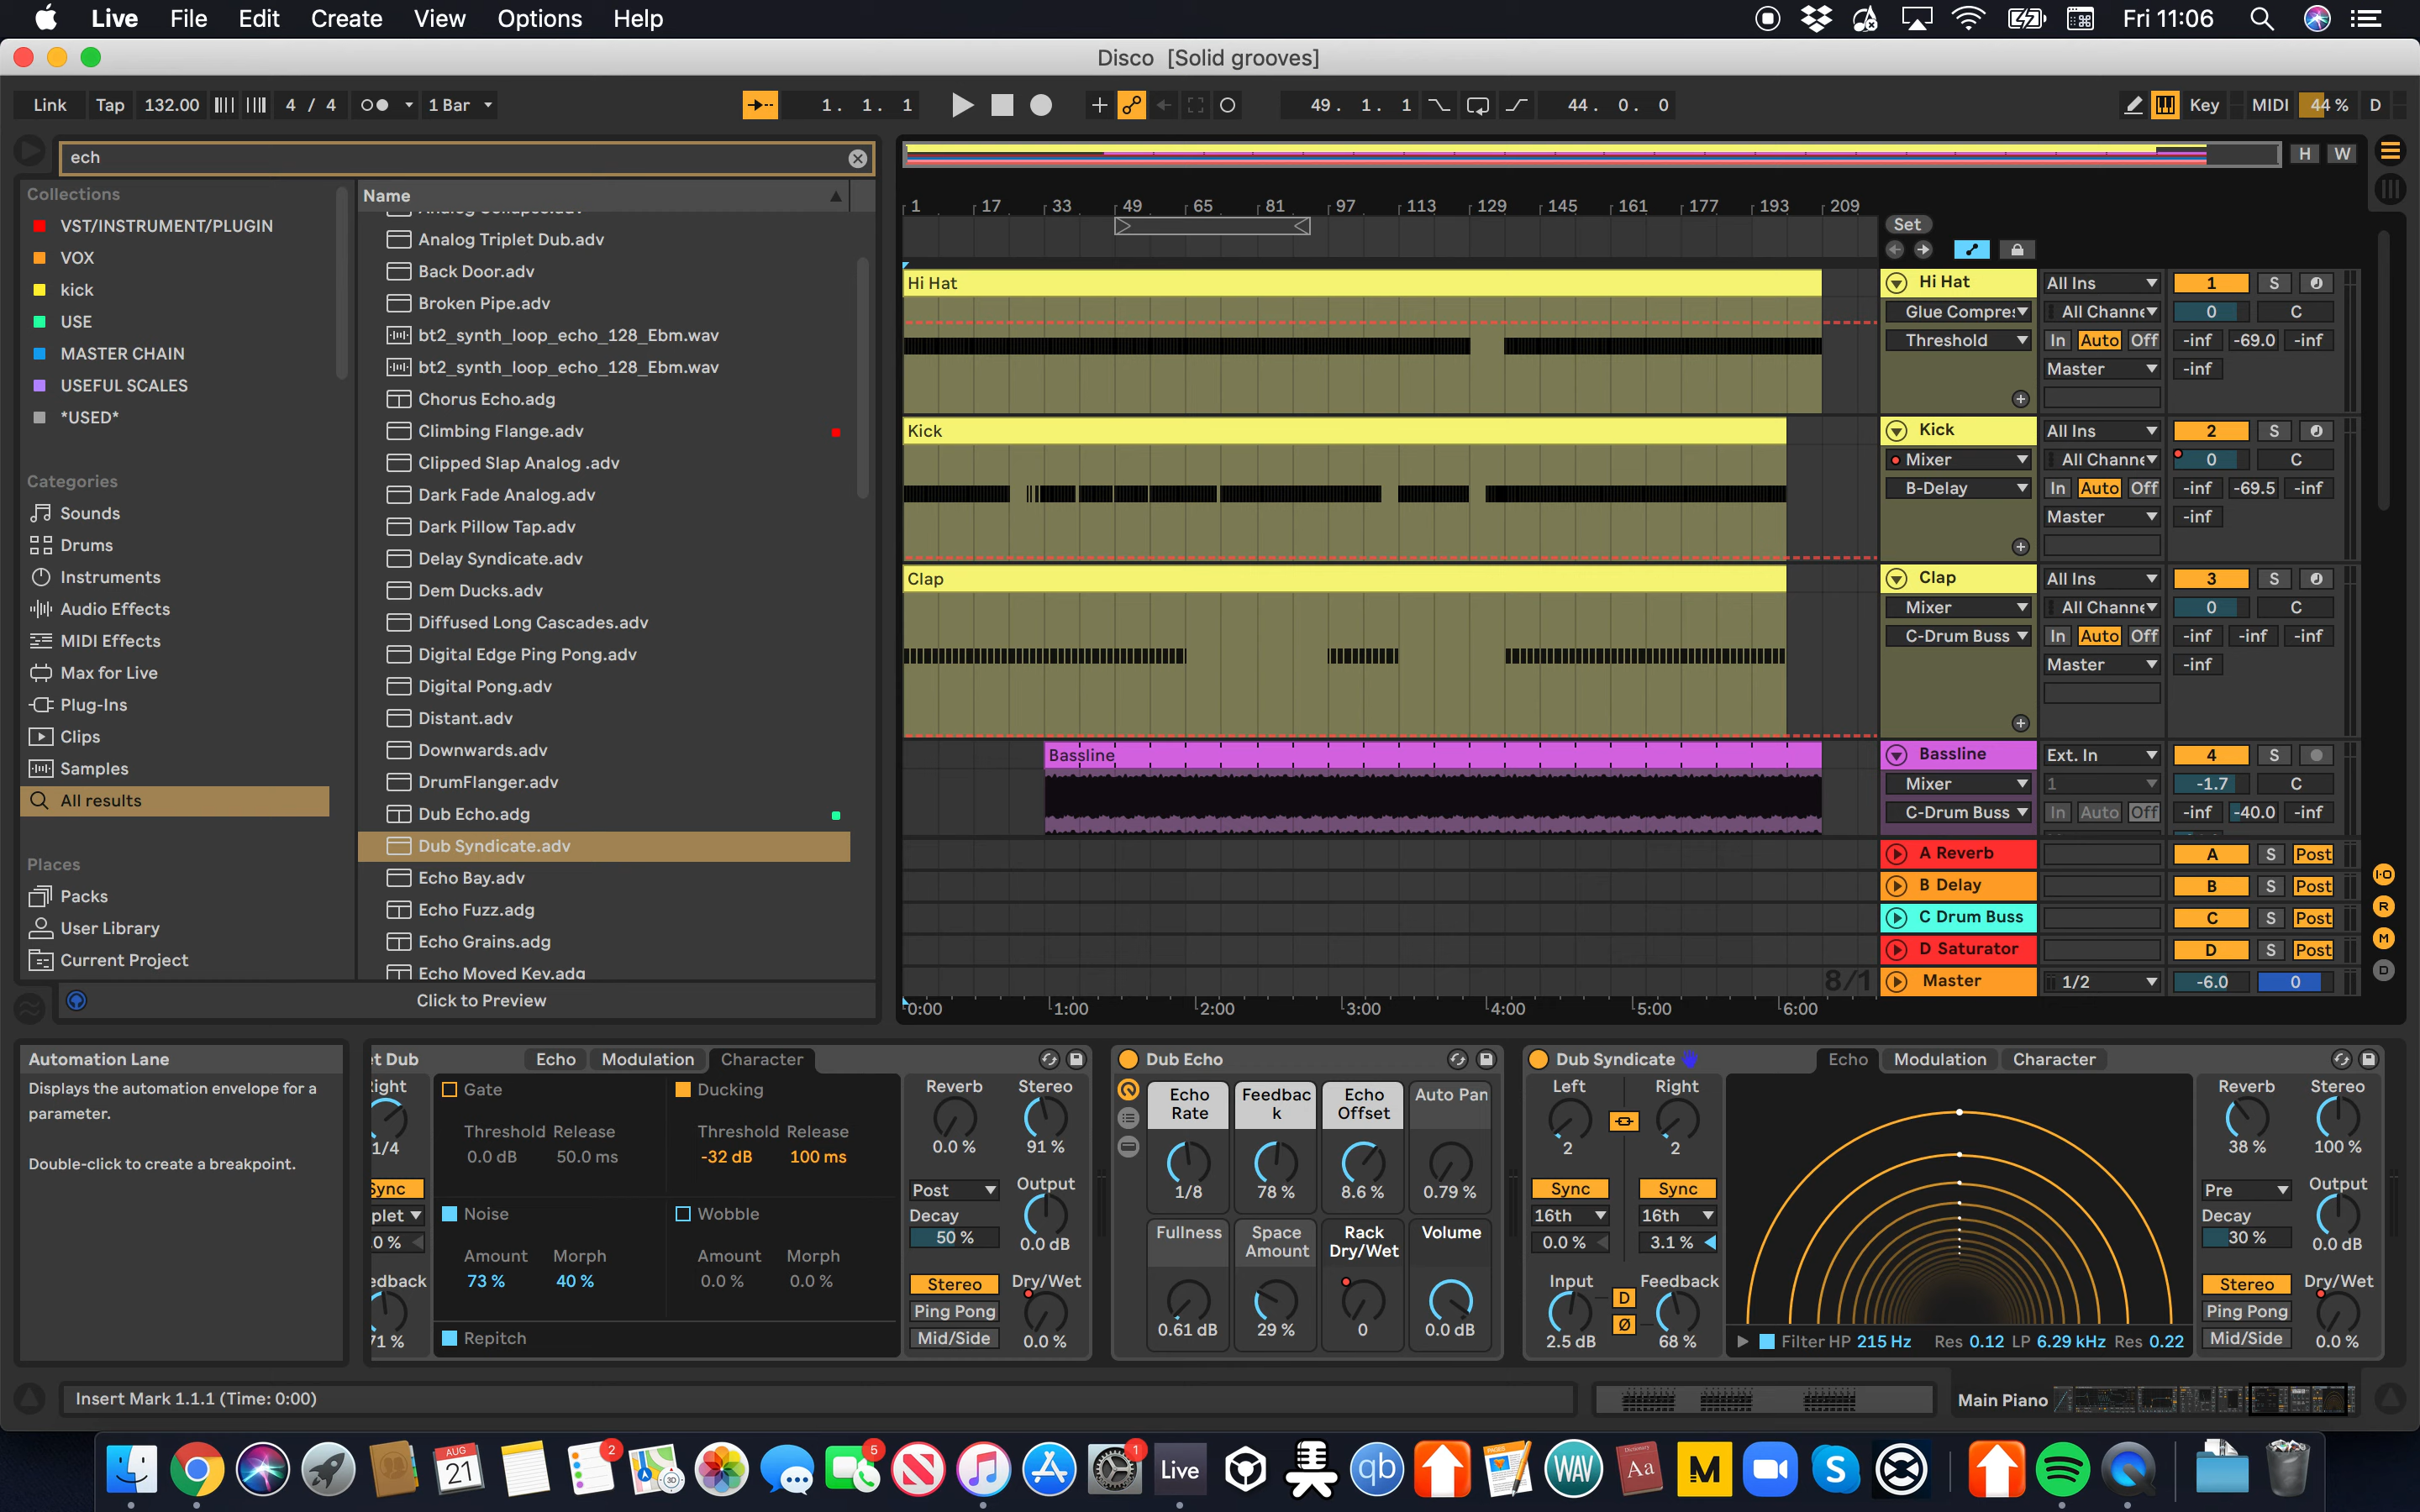 Live File Edit Create View Options Help Fri 11:06
Disco [Solid grooves]
Link Tap 132.00 4 / 4 1 Bar 1. 1. 1 49. 1. 1 44. 0. 0 Key MIDI 44 % D
ech
H W
Collections
VST/INSTRUMENT/PLUGIN
VOX
kick
USE
MASTER CHAIN
USEFUL SCALES
*USED*
Categories
Sounds
Drums
Instruments
Audio Effects
MIDI Effects
Max for Live
Plug-Ins
Clips
Samples
All results
Places
Packs
User Library
Current Project
Name
Analog Triplet Dub.adv
Back Door.adv
Broken Pipe.adv
bt2_synth_loop_echo_128_Ebm.wav
bt2_synth_loop_echo_128_Ebm.wav
Chorus Echo.adg
Climbing Flange.adv
Clipped Slap Analog .adv
Dark Fade Analog.adv
Dark Pillow Tap.adv
Delay Syndicate.adv
Dem Ducks.adv
Diffused Long Cascades.adv
Digital Edge Ping Pong.adv
Digital Pong.adv
Distant.adv
Downwards.adv
DrumFlanger.adv
Dub Echo.adg
Dub Syndicate.adv
Echo Bay.adv
Echo Fuzz.adg
Echo Grains.adg
Echo Moved Key.adg
Click to Preview
1 17 33 49 65 81 97 113 129 145 161 177 193 209
Set
Hi Hat
Kick
Clap
Bassline
8/1
0:00 1:00 2:00 3:00 4:00 5:00 6:00
Hi Hat All Ins 1 S
Glue Compres All Channe 0 C
Threshold In Auto Off -inf -69.0 -inf
Master -inf
Kick All Ins 2 S
Mixer All Channe 0 C
B-Delay In Auto Off -inf -69.5 -inf
Master -inf
Clap All Ins 3 S
Mixer All Channe 0 C
C-Drum Buss In Auto Off -inf -inf -inf
Master -inf
Bassline Ext. In 4 S
Mixer 1 -1.7 C
C-Drum Buss In Auto Off -inf -40.0 -inf
A Reverb A S Post
B Delay B S Post
C Drum Buss C S Post
D Saturator D S Post
Master 1/2 -6.0 0
I-O
R
M
D
Automation Lane
Displays the automation envelope for a
parameter.
Double-click to create a breakpoint.
et Dub Echo Modulation Character
ight
1/4
Sync
plet
.0 %
edback
71 %
Gate Ducking
Threshold Release Threshold Release
0.0 dB 50.0 ms -32 dB 100 ms
Noise Wobble
Amount Morph Amount Morph
73 % 40 % 0.0 % 0.0 %
Repitch
Reverb Stereo
0.0 % 91 %
Post Output
Decay
50 % 0.0 dB
Stereo Dry/Wet
Ping Pong
Mid/Side 0.0 %
Dub Echo
Echo Feedbac Echo Auto Pan
Rate k Offset
1/8 78 % 8.6 % 0.79 %
Fullness Space Rack Volume
Amount Dry/Wet
0.61 dB 29 % 0 0.0 dB
Dub Syndicate Echo Modulation Character
Left Right
2 2
Sync Sync
16th 16th
0.0 % 3.1 %
Input D Feedback
Ø
2.5 dB 68 %
Filter HP 215 Hz Res 0.12 LP 6.29 kHz Res 0.22
Reverb Stereo
38 % 100 %
Pre Output
Decay
30 % 0.0 dB
Stereo Dry/Wet
Ping Pong
Mid/Side 0.0 %
Insert Mark 1.1.1 (Time: 0:00) Main Piano
AUG
21
2
3D
5
1
Live
qb
PAGES
WAV
Dictionary
Aa
M
S